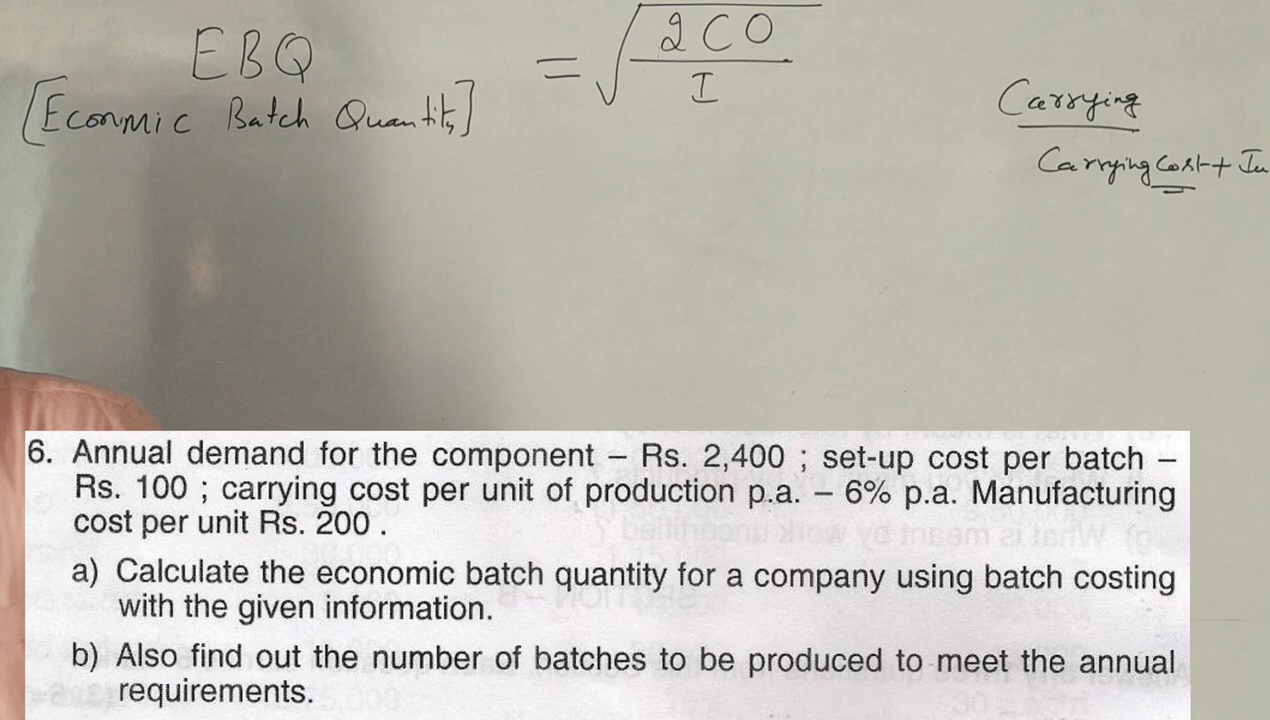 EBQ = √2CO
I
[Econmic Batch Quantity]
Carrying
Carrying Cost +
6. Annual demand for the component – Rs. 2,400 ; set-up cost per batch –
Rs. 100 ; carrying cost per unit of production p.a. – 6% p.a. Manufacturing
cost per unit Rs. 200 .
a) Calculate the economic batch quantity for a company using batch costing
with the given information.
b) Also find out the number of batches to be produced to meet the annual
requirements.